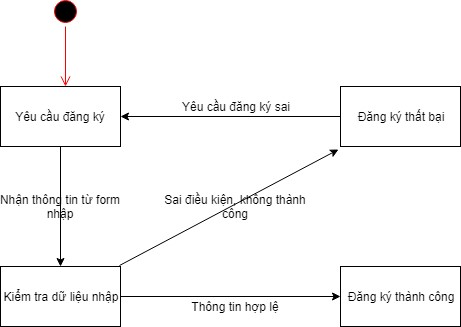 Yêu cầu đăng ký sai
Yêu cầu đăng ký
Đăng ký thất bại
Nhận thông tin từ form
nhập
Sai điều kiện, không thành
công
Kiểm tra dữ liệu nhập
Thông tin hợp lệ
Đăng ký thành công